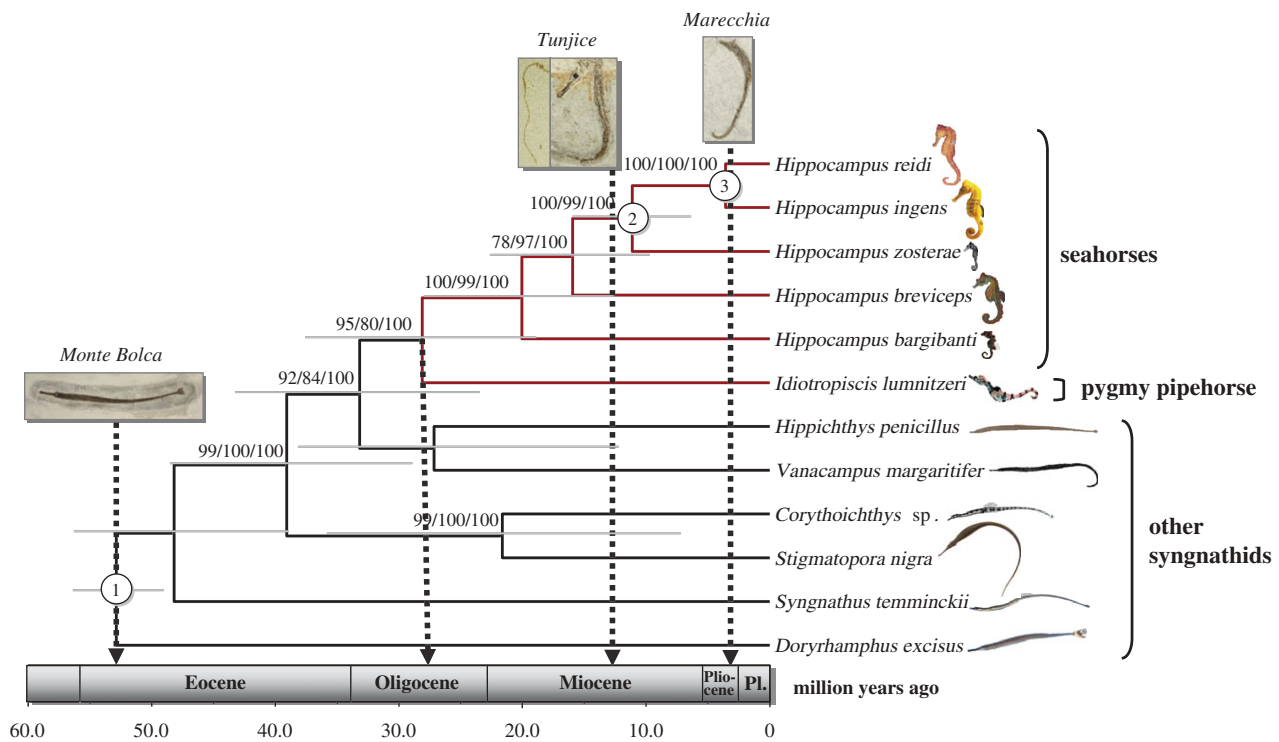 Marecchia
Tunjice
100/100/100
Hippocampus reidi
3
Hippocampus ingens
100/99/100
2
78/97/100
Hippocampus zosterae
seahorses
100/99/100
Hippocampus breviceps
95/80/100
Hippocampus bargibanti
Monte Bolca
92/84/100
Idiotropiscis lumnitzeri
pygmy pipehorse
Hippichthys penicillus
99/100/100
Vanacampus margaritifer
99/100/100
Corythoichthys sp.
other
syngnathids
Stigmatopora nigra
1
Syngnathus temminckii
Doryrhamphus excisus
Eocene
Oligocene
Miocene
Plio-
cene
Pl.
million years ago
60.0 50.0 40.0 30.0 20.0 10.0 0